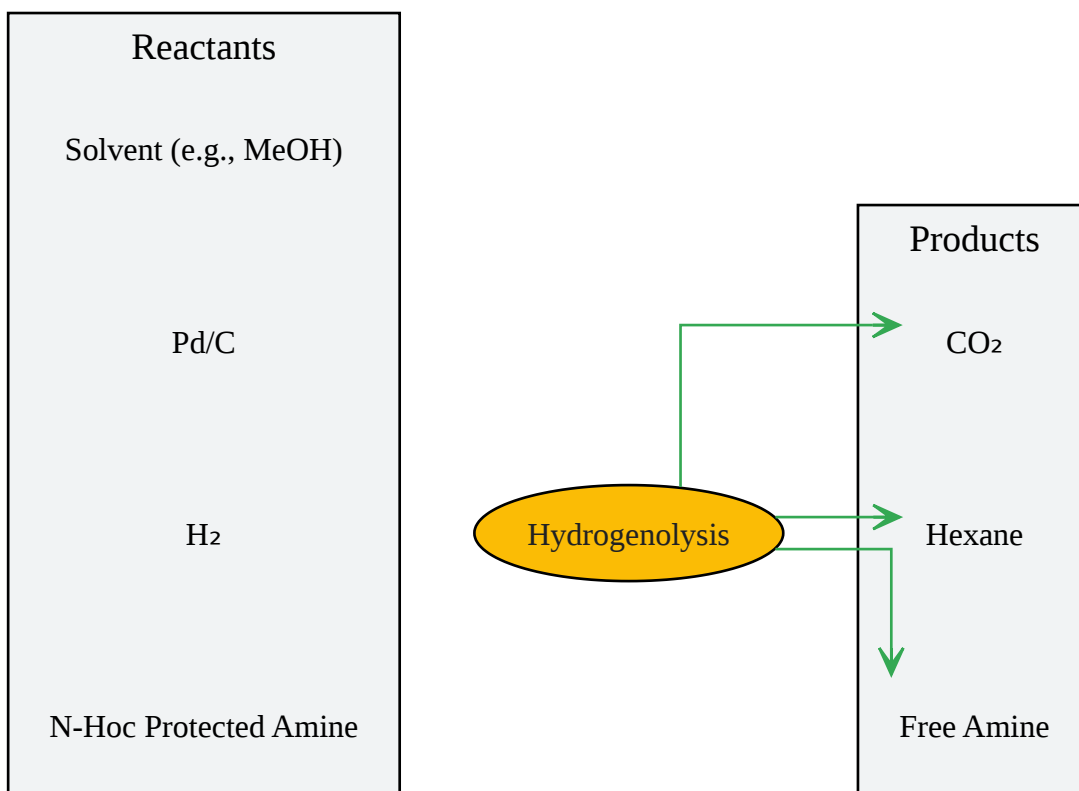 Reactants
Solvent (e.g., MeOH)
Pd/C
H₂
N-Hoc Protected Amine
Hydrogenolysis
Products
CO₂
Hexane
Free Amine